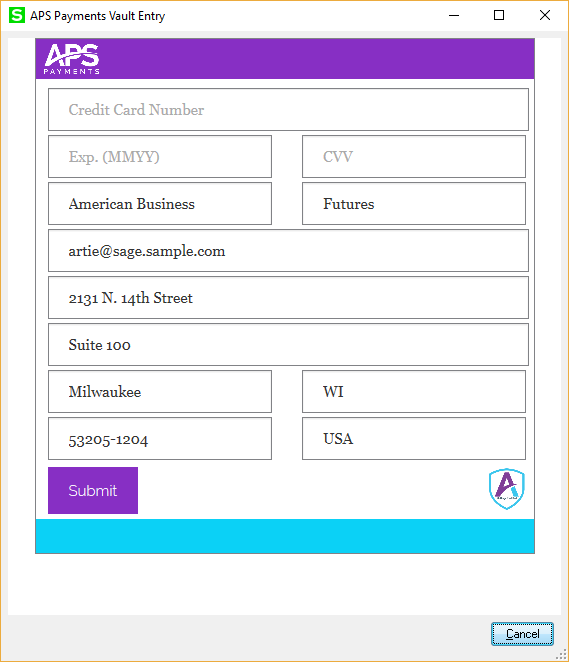 APS Payments Vault Entry
APS
PAYMENTS
Credit Card Number
Exp. (MMYY) CVV
American Business Futures
artie@sage.sample.com
2131 N. 14th Street
Suite 100
Milwaukee WI
53205-1204 USA
Submit
Cancel